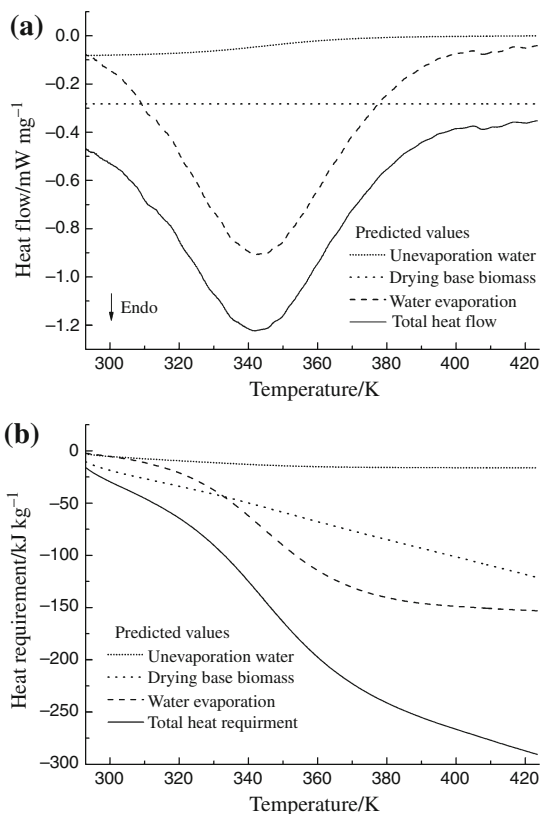 (a)
0.0
−0.2
−0.4
−0.6
−0.8
−1.0
−1.2
Heat flow/mW mg−1
Predicted values
Unevaporation water
Drying base biomass
Water evaporation
Total heat flow
Endo
300 320 340 360 380 400 420
Temperature/K
(b)
0
−50
−100
−150
−200
−250
−300
Heat requirement/kJ kg−1
Predicted values
Unevaporation water
Drying base biomass
Water evaporation
Total heat requirment
300 320 340 360 380 400 420
Temperature/K